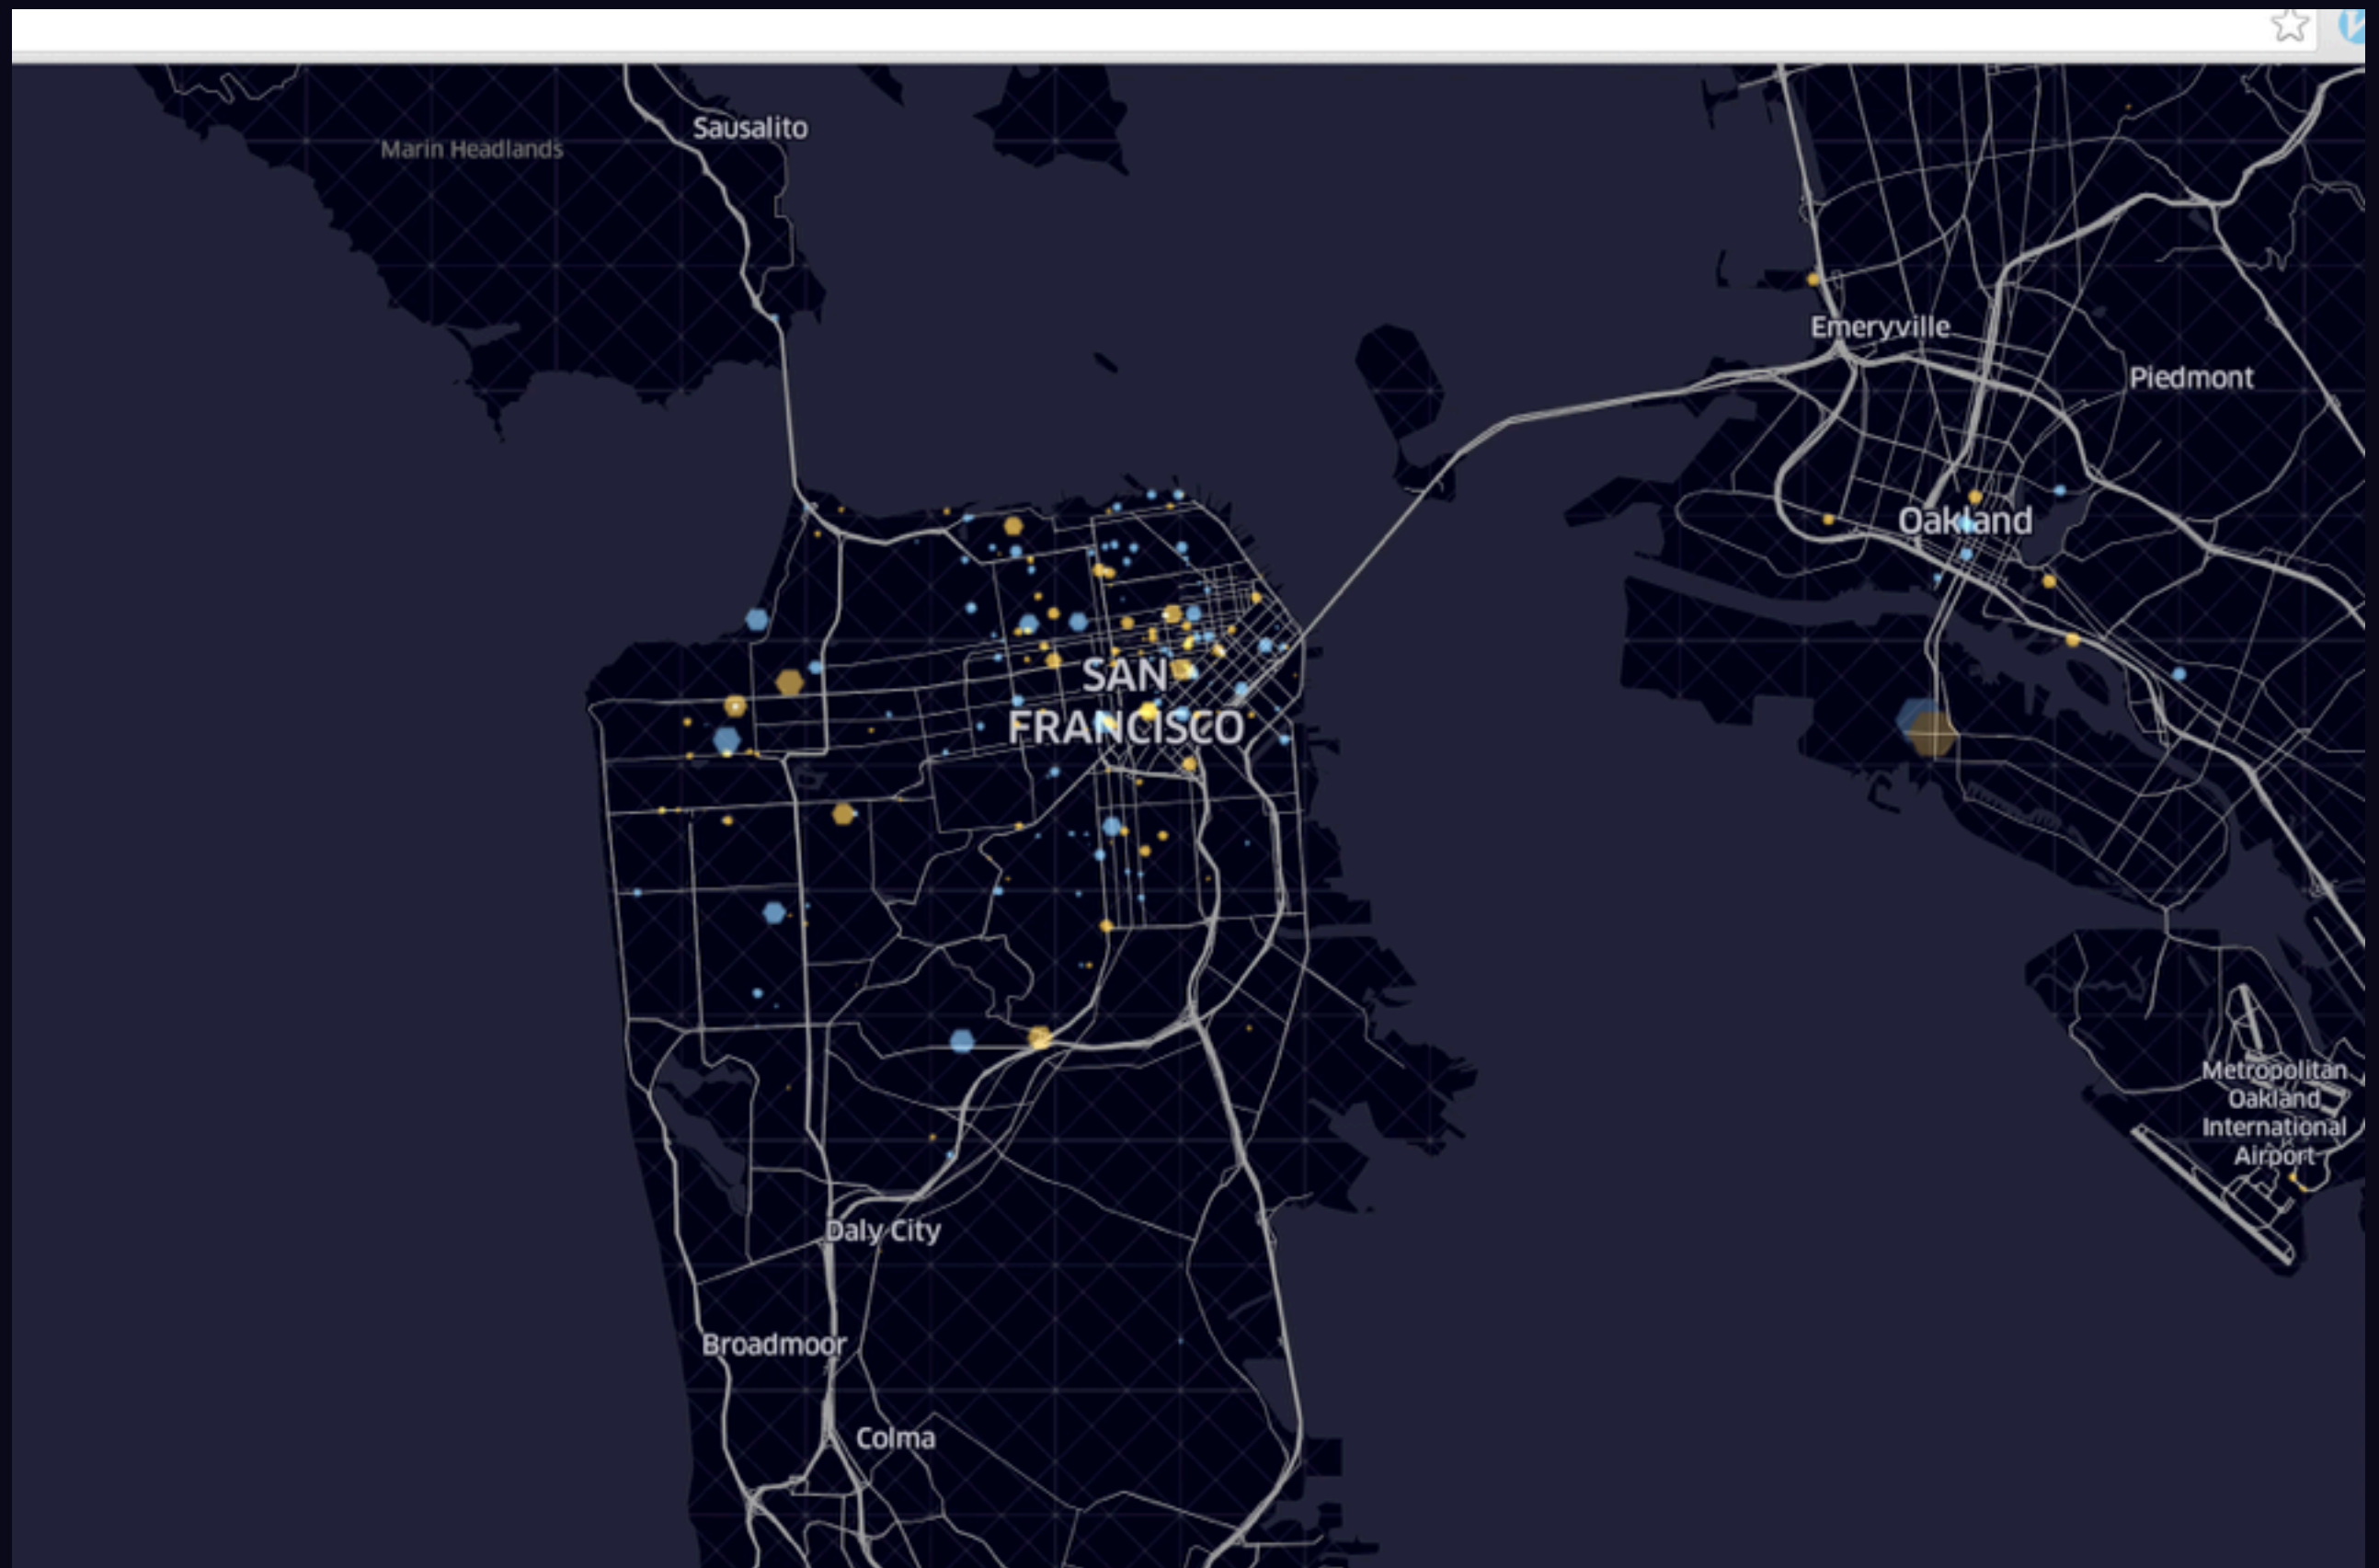 Sausalito
Marin Headlands
Emeryville
Piedmont
Oakland
SAN
FRANCISCO
Metropolitan
Oakland
International
Airport
Daly City
Broadmoor
Colma